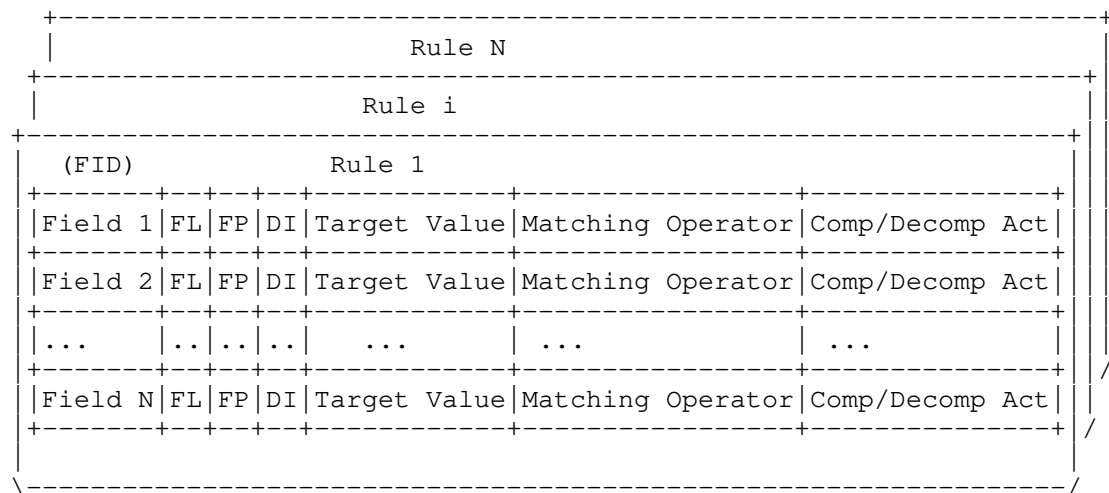 Rule N
Rule i
(FID) Rule 1
Field 1|FL|FP|DI|Target Value|Matching Operator|Comp/Decomp Act
Field 2|FL|FP|DI|Target Value|Matching Operator|Comp/Decomp Act
... |..|..|..| ... | ... | ...
Field N|FL|FP|DI|Target Value|Matching Operator|Comp/Decomp Act